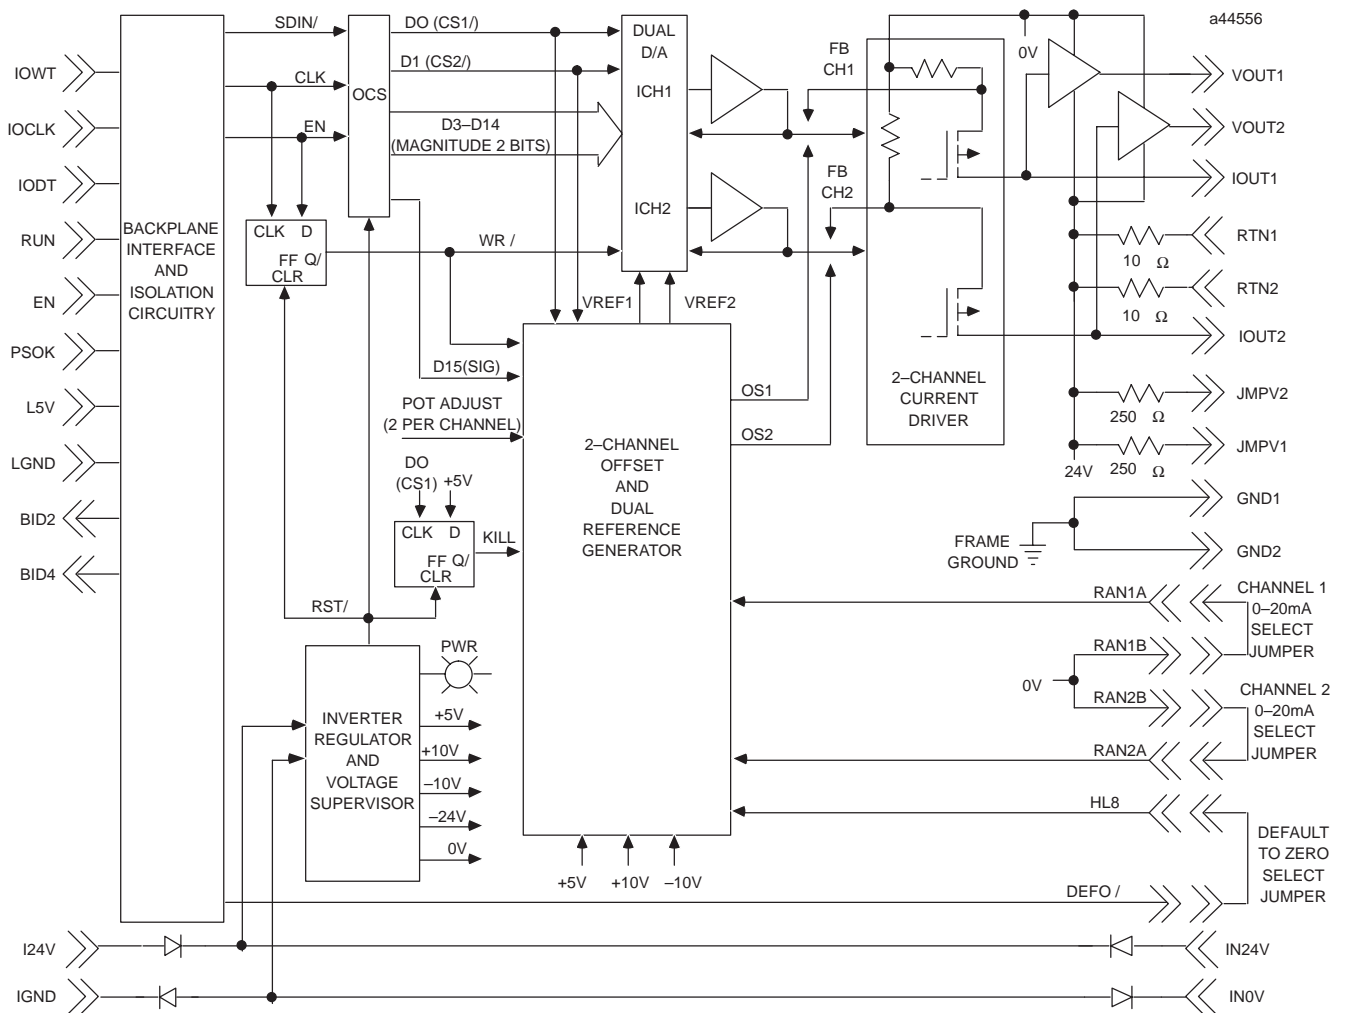 a44556
IOWT
IOCLK
IODT
RUN
EN
PSOK
L5V
LGND
BID2
BID4
I24V
IGND
BACKPLANE
INTERFACE
AND
ISOLATION
CIRCUITRY
SDIN/
CLK
EN
OCS
DO (CS1/)
D1 (CS2/)
D3–D14
(MAGNITUDE 2 BITS)
CLK D
FF Q/
CLR
WR /
D15(SIG)
POT ADJUST
(2 PER CHANNEL)
DO
(CS1)
+5V
CLK D
FF Q/
CLR
KILL
RST/
PWR
INVERTER
REGULATOR
AND
VOLTAGE
SUPERVISOR
+5V
+10V
–10V
–24V
0V
DUAL
D/A
ICH1
ICH2
VREF1
VREF2
2–CHANNEL
OFFSET
AND
DUAL
REFERENCE
GENERATOR
+5V
+10V
–10V
OS1
OS2
FB
CH1
FB
CH2
2–CHANNEL
CURRENT
DRIVER
0V
VOUT1
VOUT2
IOUT1
RTN1
10 Ω
RTN2
10 Ω
IOUT2
JMPV2
250 Ω
JMPV1
24V
250 Ω
GND1
FRAME
GROUND
GND2
RAN1A
RAN1B
0V
RAN2B
RAN2A
CHANNEL 1
0–20mA
SELECT
JUMPER
CHANNEL 2
0–20mA
SELECT
JUMPER
HL8
DEFO /
DEFAULT
TO ZERO
SELECT
JUMPER
IN24V
IN0V